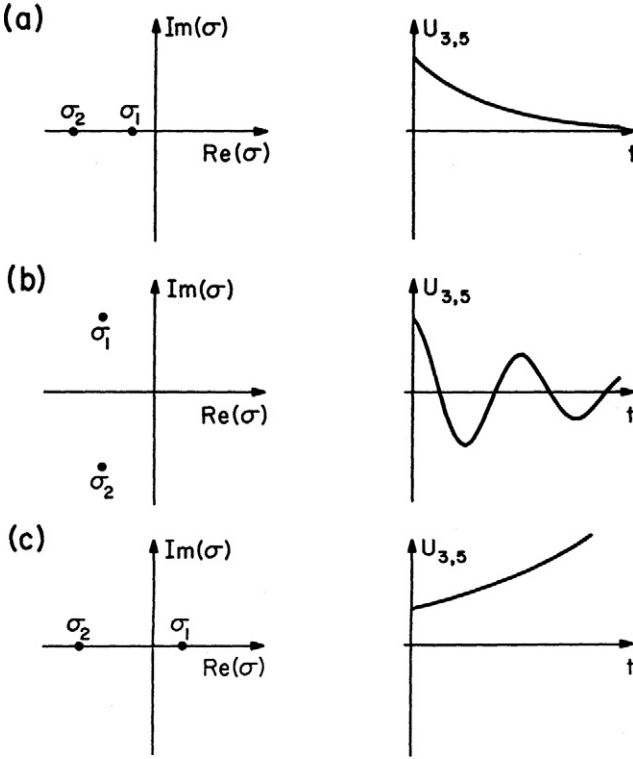 (a)
Im(σ)
σ₂
σ₁
Re(σ)
U₃,₅
t
(b)
Im(σ)
σ₁
Re(σ)
σ₂
U₃,₅
t
(c)
Im(σ)
σ₂
σ₁
Re(σ)
U₃,₅
t